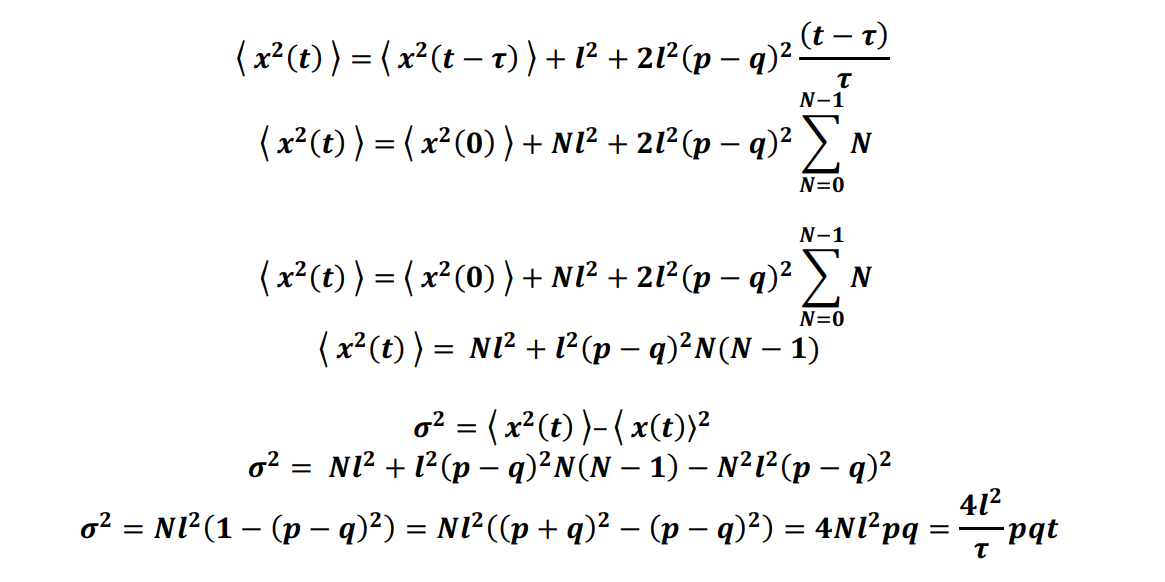 ⟨ x²(t) ⟩ = ⟨ x²(t − τ) ⟩ + l² + 2l²(p − q)² (t − τ)/τ
⟨ x²(t) ⟩ = ⟨ x²(0) ⟩ + Nl² + 2l²(p − q)² ∑_{N=0}^{N−1} N
⟨ x²(t) ⟩ = ⟨ x²(0) ⟩ + Nl² + 2l²(p − q)² ∑_{N=0}^{N−1} N
⟨ x²(t) ⟩ = Nl² + l²(p − q)²N(N − 1)
σ² = ⟨ x²(t) ⟩–⟨ x(t)⟩²
σ² = Nl² + l²(p − q)²N(N − 1) − N²l²(p − q)²
σ² = Nl²(1 − (p − q)²) = Nl²((p + q)² − (p − q)²) = 4Nl²pq = 4l²/τ pqt